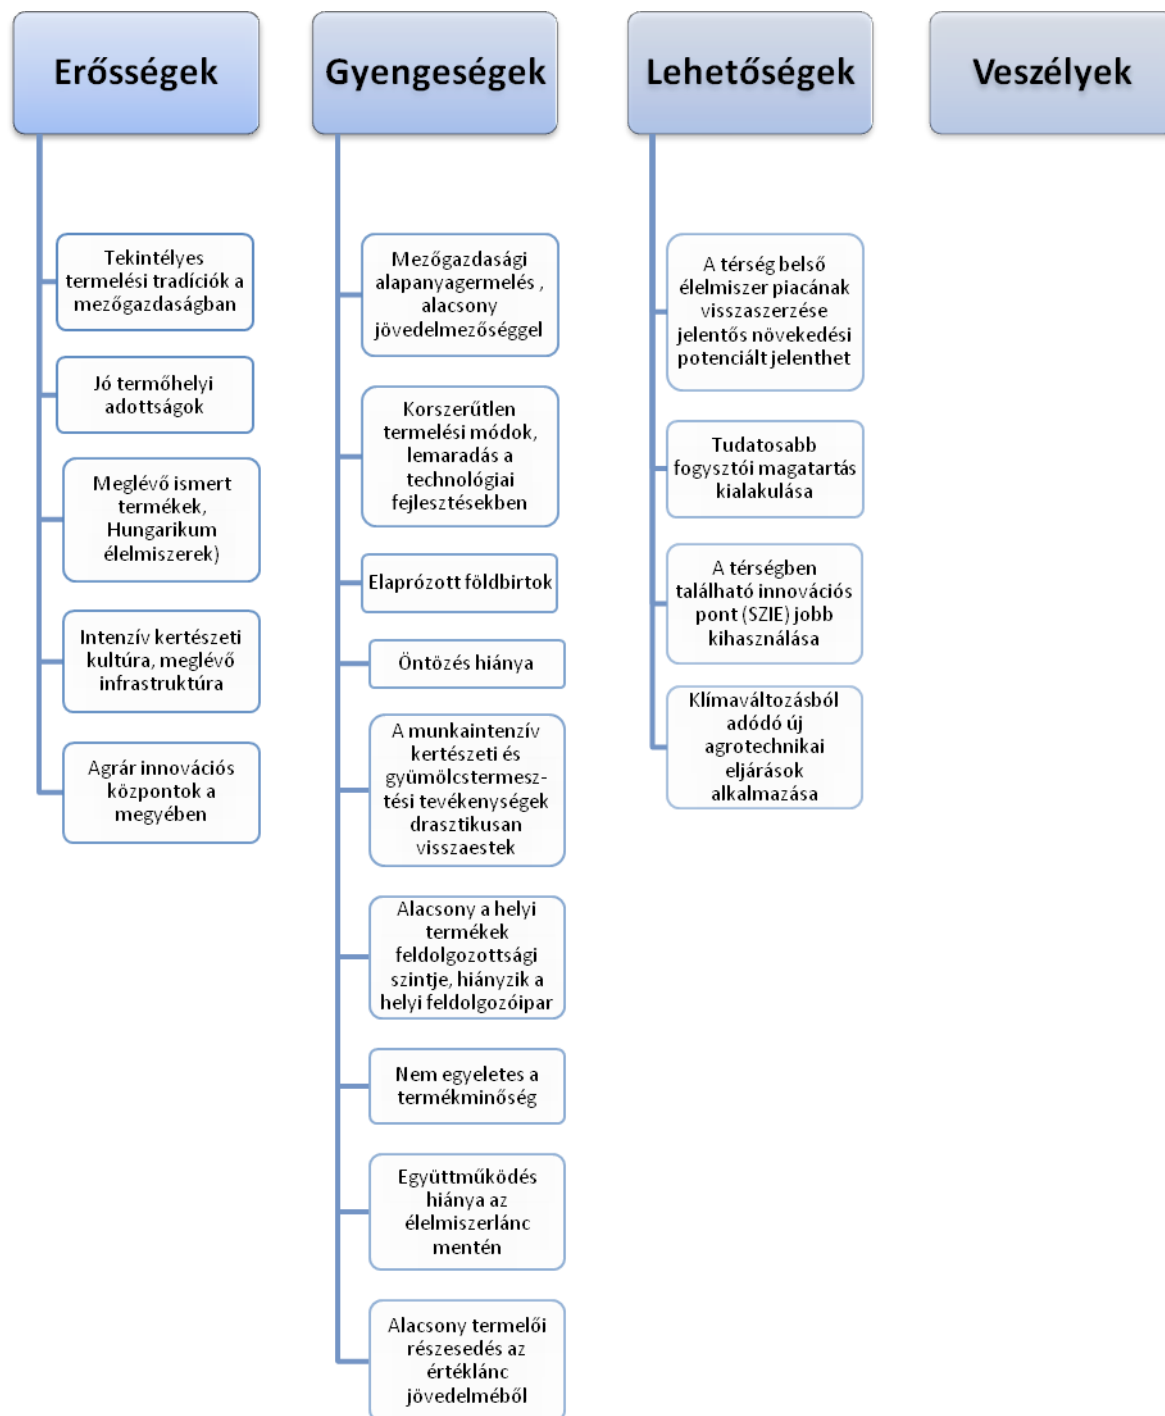 Erősségek
Tekintélyes
termelési tradíciók a
mezőgazdaságban
Jó termőhelyi
adottságok
Meglévő ismert
termékek,
Hungarikum
élelmiszerek)
Intenzív kertészeti
kultúra, meglévő
infrastruktúra
Agrár innovációs
központok a
megyében
Gyengeségek
Mezőgazdasági
alapanyagermelés ,
alacsony
jövedelmezőséggel
Korszerűtlen
termelési módok,
lemaradás a
technológiai
fejlesztésekben
Elaprózott földbirtok
Öntözés hiánya
A munkaintenzív
kertészeti és
gyümölcstermesz-
tési tevékenységek
drasztikusan
visszaestek
Alacsony a helyi
termékek
feldolgozottsági
szintje, hiányzik a
helyi feldolgozóipar
Nem egyeletes a
termékminőség
Együttműködés
hiánya az
élelmiszerlánc
mentén
Alacsony termelői
részesedés az
értéklánc
jövedelméből
Lehetőségek
A térség belső
élelmiszer piacának
visszaszerzése
jelentős növekedési
potenciált jelenthet
Tudatosabb
fogysztói magatartás
kialakulása
A térségben
található innovációs
pont (SZIE) jobb
kihasználása
Klímaváltozásból
adódó új
agrotechnikai
eljárások
alkalmazása
Veszélyek